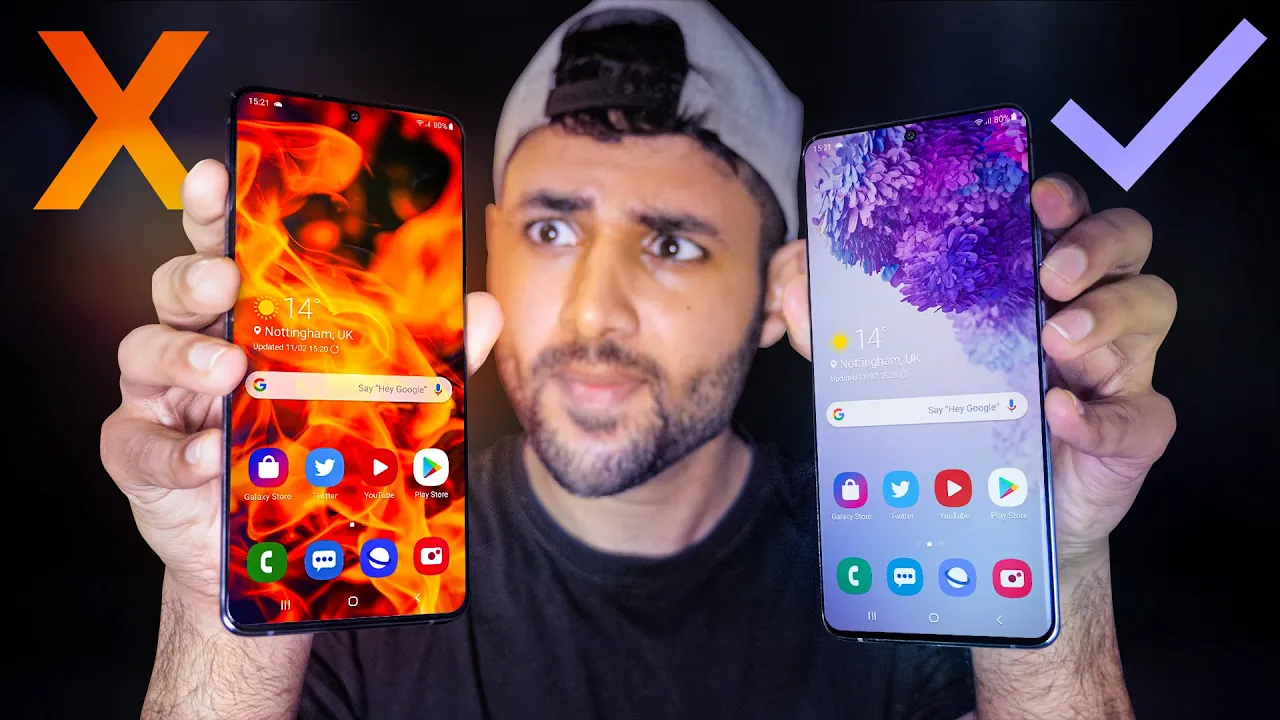 X
15:21
80%
14°
Nottingham, UK
Updated 11/02 15:20
G
Say "Hey Google"
Galaxy Store
Twitter
YouTube
Play Store
15:21
80%
14°
Nottingham, UK
Updated 11/02 15:20
G
Say "Hey Google"
Galaxy Store
Twitter
YouTube
Play Store